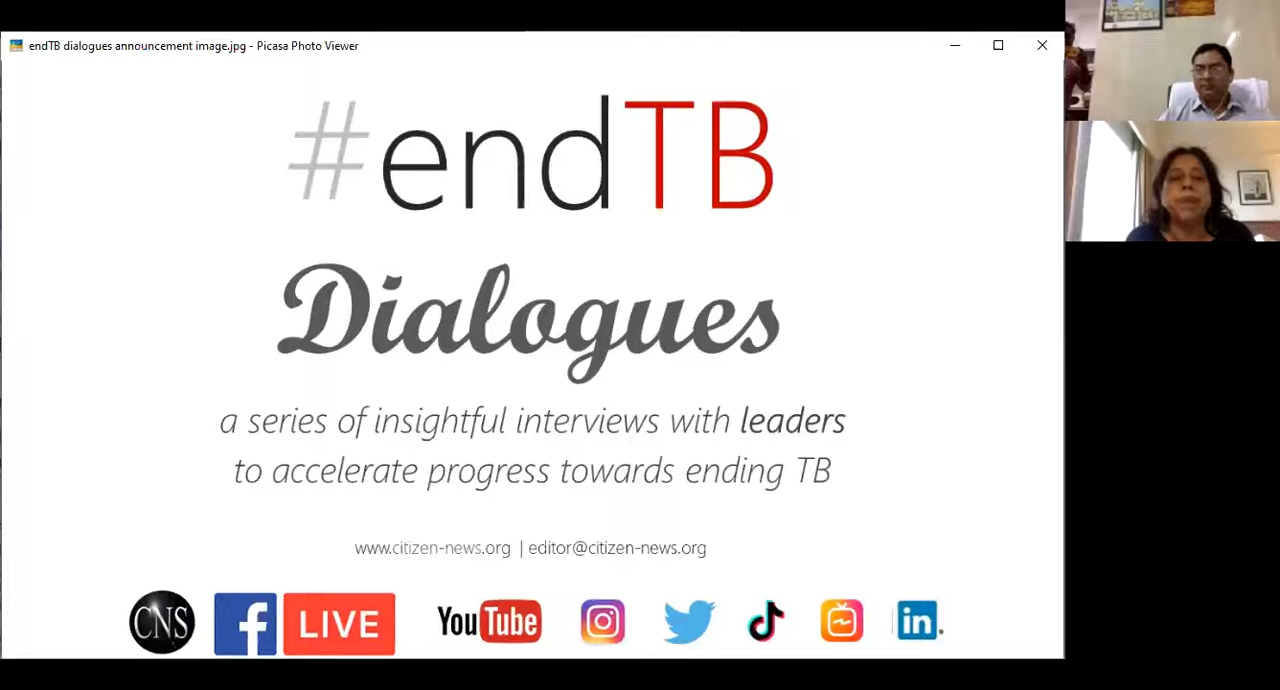 endTB dialogues announcement image.jpg - Picasa Photo Viewer
#endTB
Dialogues
a series of insightful interviews with leaders
to accelerate progress towards ending TB
www.citizen-news.org | editor@citizen-news.org
CNS f LIVE YouTube in.